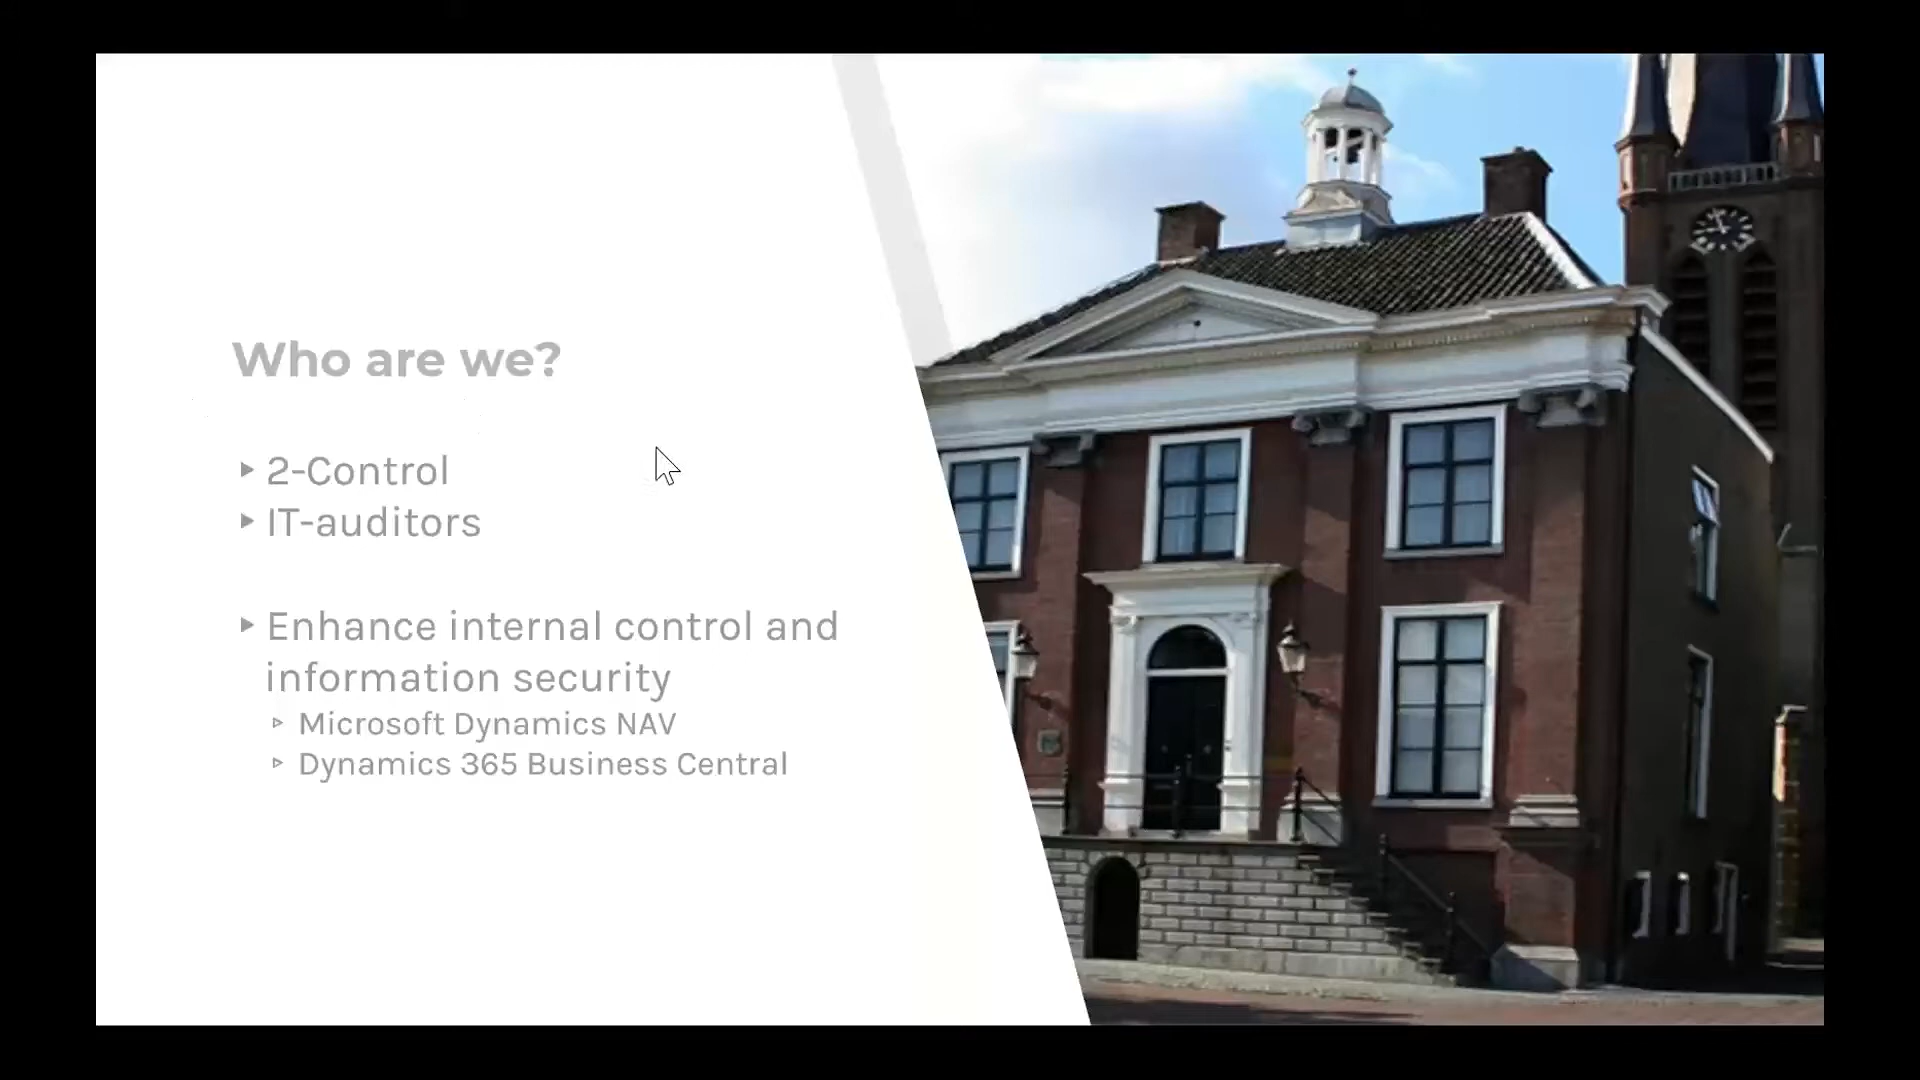 Who are we?
2-Control
IT-auditors
Enhance internal control and
information security
Microsoft Dynamics NAV
Dynamics 365 Business Central